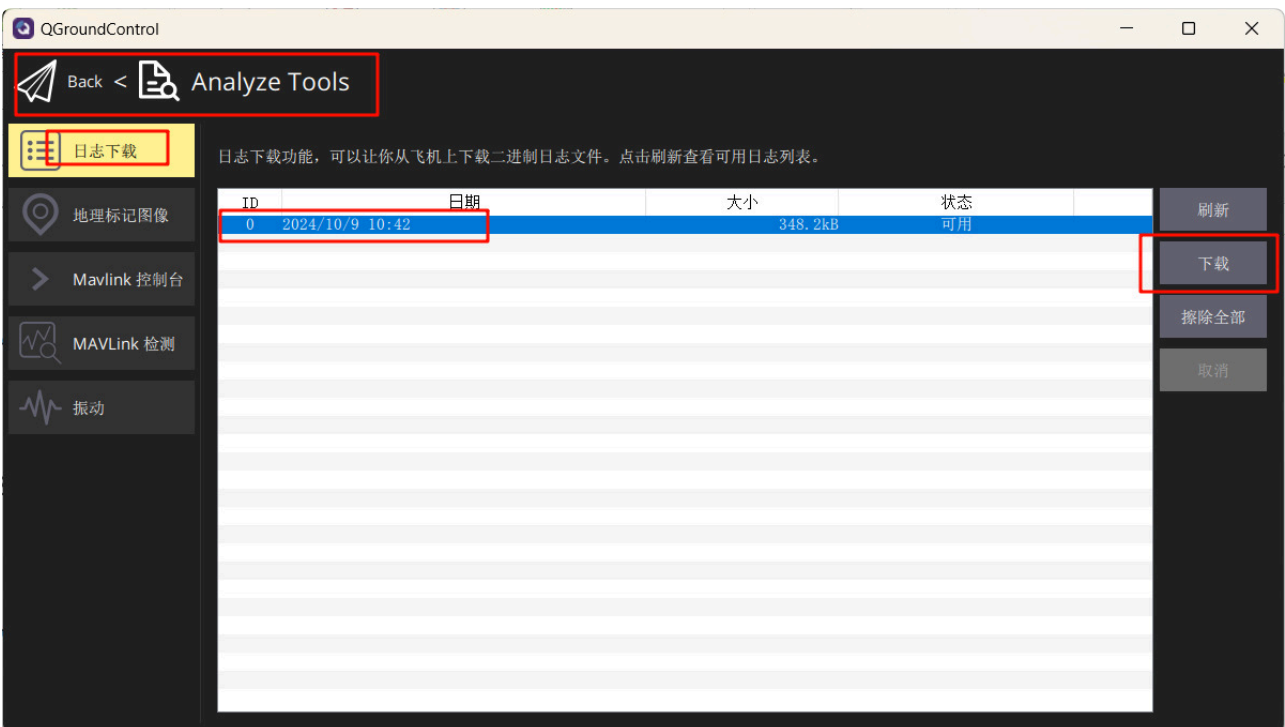 QGroundControl
Back < Analyze Tools
日志下载
日志下载功能，可以让你从飞机上下载二进制日志文件。点击刷新查看可用日志列表。
地理标记图像
Mavlink 控制台
MAVLink 检测
振动
ID 日期 大小 状态
0 2024/10/9 10:42 348.2kB 可用
刷新
下载
擦除全部
取消